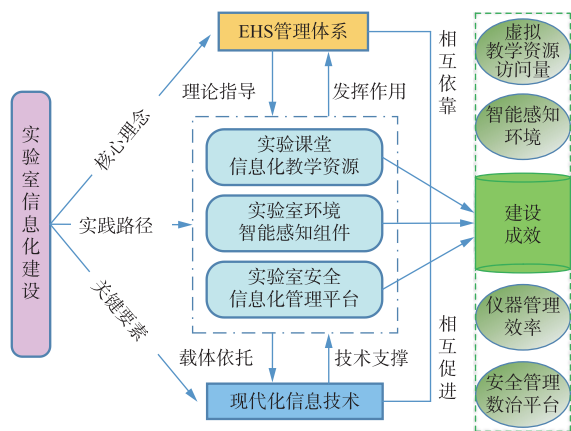 实验室信息化建设
核心理念
实践路径
关键要素
EHS管理体系
理论指导
发挥作用
实验课堂
信息化教学资源
实验室环境
智能感知组件
实验室安全
信息化管理平台
载体依托
技术支撑
现代化信息技术
相互依靠
相互促进
虚拟
教学资源
访问量
智能感知
环境
建设
成效
仪器管理
效率
安全管理
数治平台